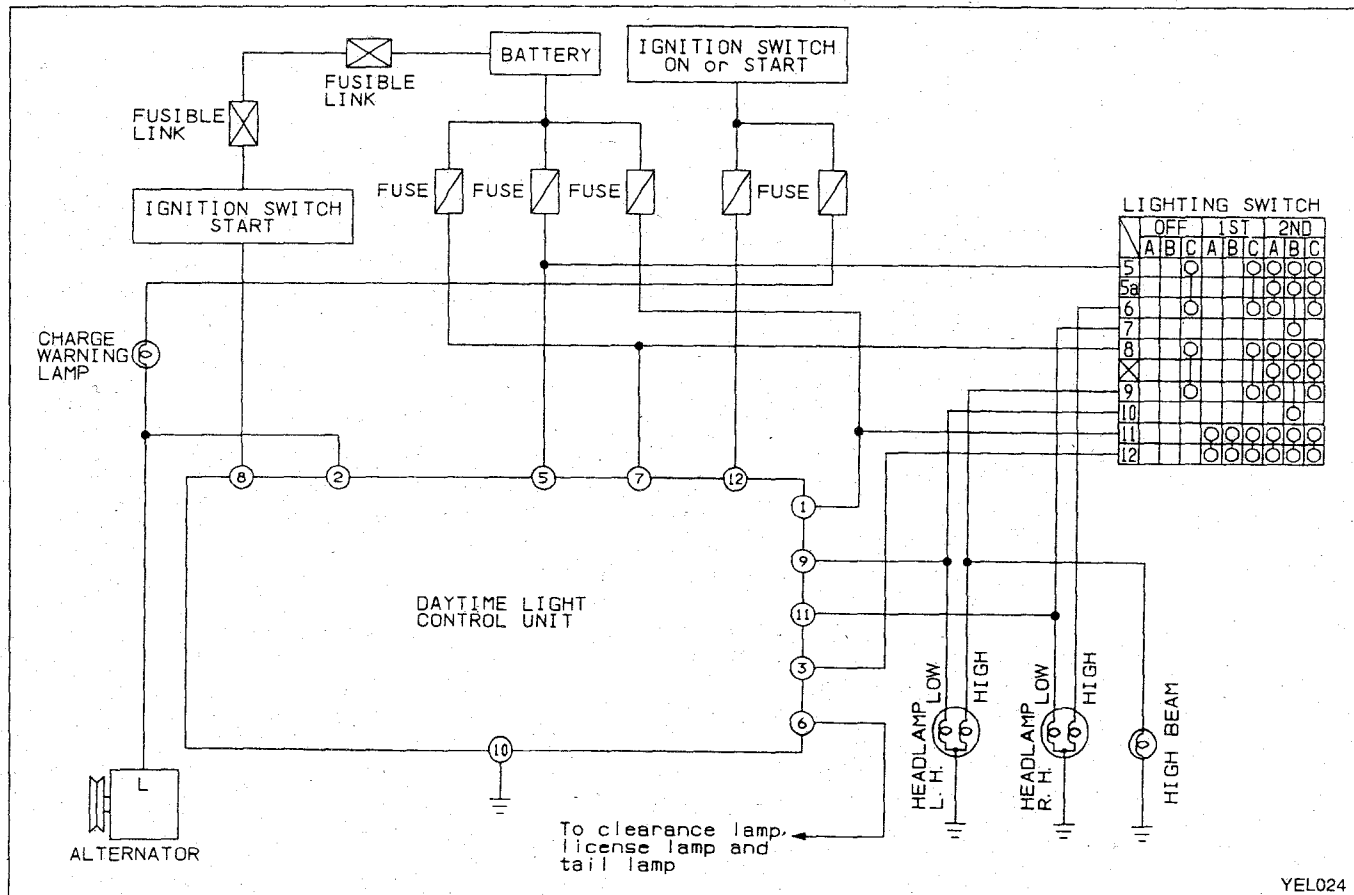 BATTERY
IGNITION SWITCH
ON or START
FUSIBLE
LINK
FUSIBLE
LINK
FUSE
FUSE
FUSE
FUSE
IGNITION SWITCH
START
LIGHTING SWITCH
OFF 1ST 2ND
A B C A B C A B C
5
5a
6
7
8
9
10
11
12
CHARGE
WARNING
LAMP
8 2 5 7 12
1
9
11
3
6
10
DAYTIME LIGHT
CONTROL UNIT
LOW
HIGH
LOW
HIGH
HEADLAMP
L. H.
HEADLAMP
R. H.
HIGH BEAM
L
ALTERNATOR
To clearance lamp,
license lamp and
tail lamp
YEL024